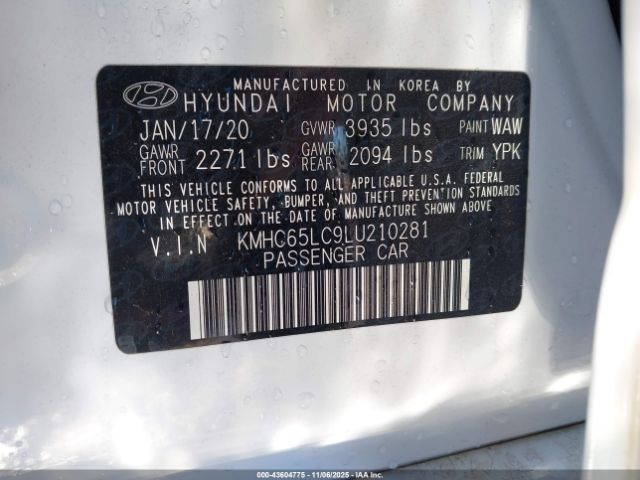 MANUFACTURED IN KOREA BY
HYUNDAI MOTOR COMPANY
JAN/17/20 GVWR 3935 lbs PAINT WAW
GAWR FRONT 2271 lbs GAWR REAR 2094 lbs TRIM YPK
THIS VEHICLE CONFORMS TO ALL APPLICABLE U.S.A. FEDERAL
MOTOR VEHICLE SAFETY, BUMPER, AND THEFT PREVENTION STANDARDS
IN EFFECT ON THE DATE OF MANUFACTURE SHOWN ABOVE.
V.I.N KMHC65LC9LU210281
PASSENGER CAR
000-43604775 - 11/06/2025 - IAAI, Inc.